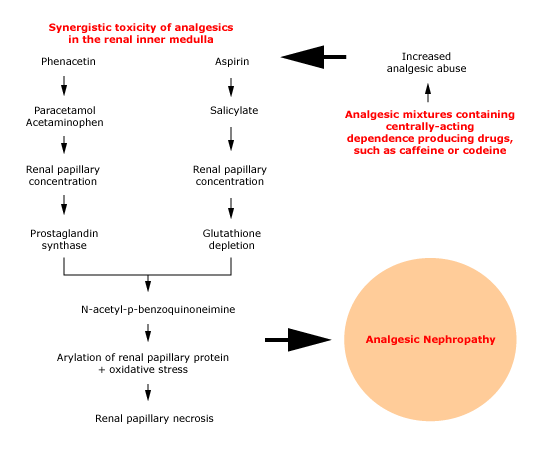 Synergistic toxicity of analgesics
in the renal inner medulla
Phenacetin
Aspirin
Increased
analgesic abuse
Paracetamol
Acetaminophen
Salicylate
Analgesic mixtures containing
centrally-acting
dependence producing drugs,
such as caffeine or codeine
Renal papillary
concentration
Renal papillary
concentration
Prostaglandin
synthase
Glutathione
depletion
N-acetyl-p-benzoquinoneimine
Analgesic Nephropathy
Arylation of renal papillary protein
+ oxidative stress
Renal papillary necrosis